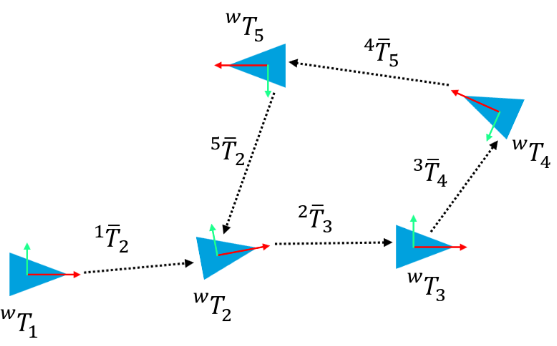 ʷT₅
⁴T̄₅
⁵T̄₂
ʷT₄
³T̄₄
²T̄₃
¹T̄₂
ʷT₃
ʷT₂
ʷT₁